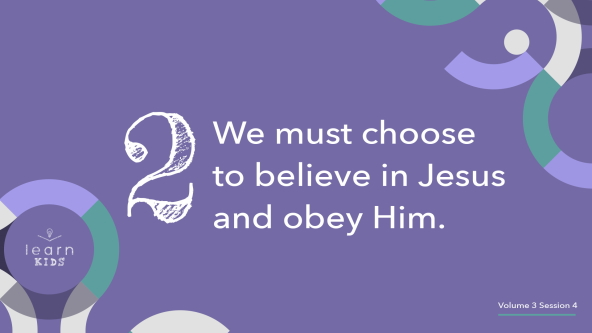 2
We must choose
to believe in Jesus
and obey Him.
learn
KIDS
Volume 3 Session 4